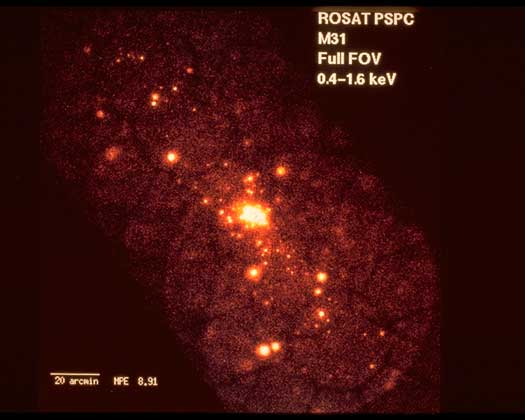 ROSAT PSPC
M31
Full FOV
0.4-1.6 keV
20 arcmin MPE 8.91